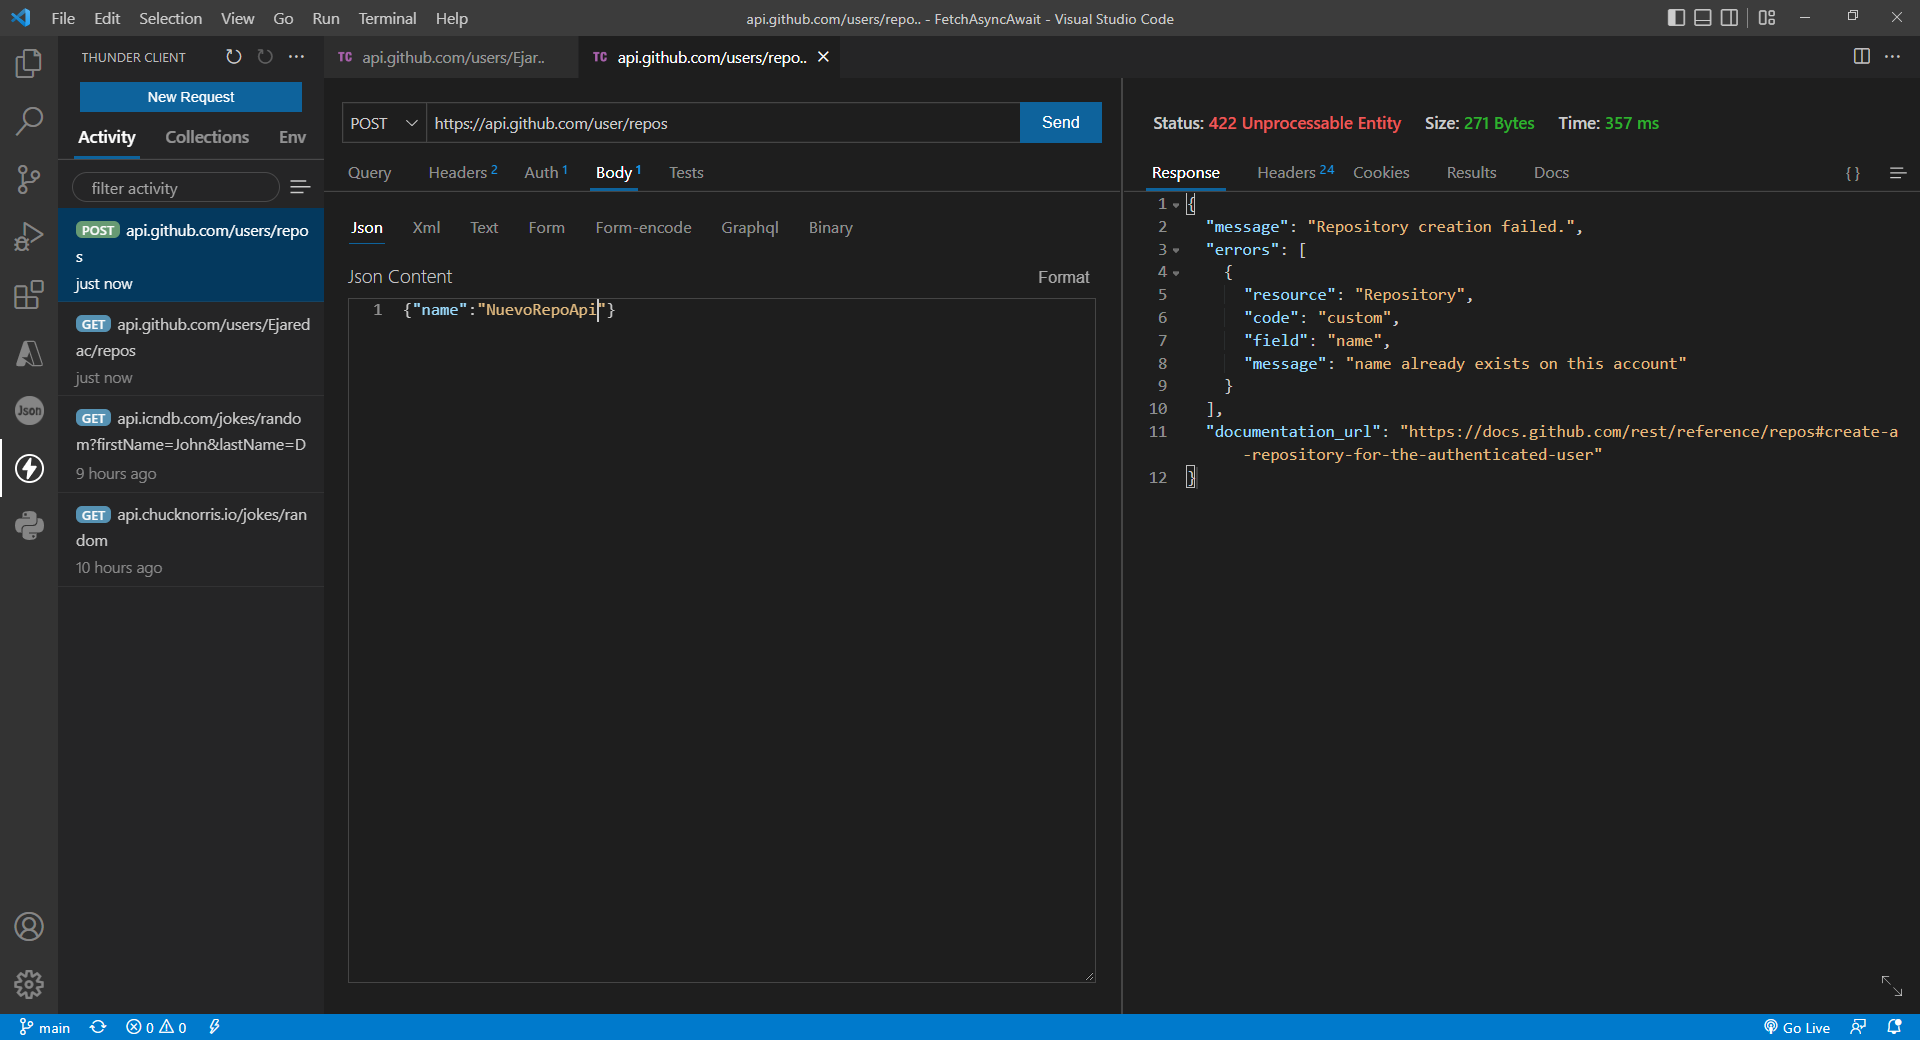 File Edit Selection View Go Run Terminal Help
api.github.com/users/repo.. - FetchAsyncAwait - Visual Studio Code
THUNDER CLIENT
New Request
Activity Collections Env
filter activity
POST api.github.com/users/repo
s
just now
GET api.github.com/users/Ejared
ac/repos
just now
GET api.icndb.com/jokes/rando
m?firstName=John&lastName=D
9 hours ago
GET api.chucknorris.io/jokes/ran
dom
10 hours ago
TC api.github.com/users/Ejar..
TC api.github.com/users/repo..
POST https://api.github.com/user/repos Send
Query Headers 2 Auth 1 Body 1 Tests
Json Xml Text Form Form-encode Graphql Binary
Json Content Format
1 {"name":"NuevoRepoApi"}
Status: 422 Unprocessable Entity Size: 271 Bytes Time: 357 ms
Response Headers 24 Cookies Results Docs { }
1 {
2 "message": "Repository creation failed.",
3 "errors": [
4 {
5 "resource": "Repository",
6 "code": "custom",
7 "field": "name",
8 "message": "name already exists on this account"
9 }
10 ],
11 "documentation_url": "https://docs.github.com/rest/reference/repos#create-a
-repository-for-the-authenticated-user"
12 }
Json
main 0 0 Go Live